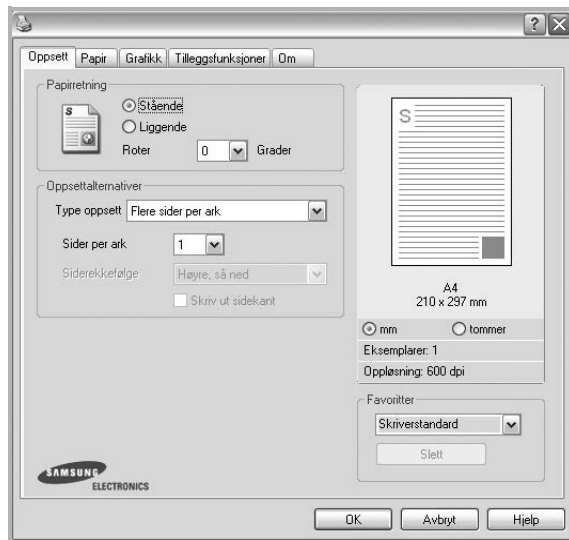 Oppsett Papir Grafikk Tilleggsfunksjoner Om
Papirretning
S
Stående
Liggende
Roter 0 Grader
Oppsettalternativer
Type oppsett Flere sider per ark
Sider per ark 1
Siderekkefølge Høyre, så ned
Skriv ut sidekant
S
A4
210 x 297 mm
mm tommer
Eksemplarer: 1
Oppløsning: 600 dpi
Favoritter
Skriverstandard
Slett
SAMSUNG
ELECTRONICS
OK Avbryt Hjelp